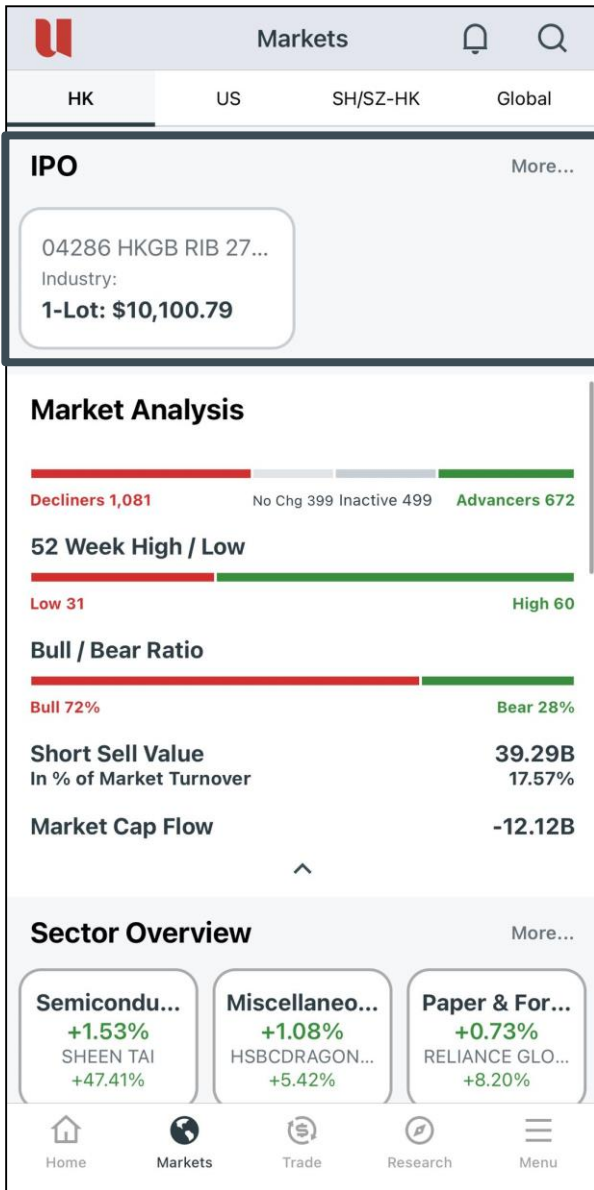 Markets
HK US SH/SZ-HK Global
IPO More...
04286 HKGB RIB 27...
Industry:
1-Lot: $10,100.79
Market Analysis
Decliners 1,081 No Chg 399 Inactive 499 Advancers 672
52 Week High / Low
Low 31 High 60
Bull / Bear Ratio
Bull 72% Bear 28%
Short Sell Value 39.29B
In % of Market Turnover 17.57%
Market Cap Flow -12.12B
Sector Overview More...
Semicondu... Miscellaneo... Paper & For...
+1.53% +1.08% +0.73%
SHEEN TAI HSBCDRAGON... RELIANCE GLO...
+47.41% +5.42% +8.20%
Home Markets Trade Research Menu